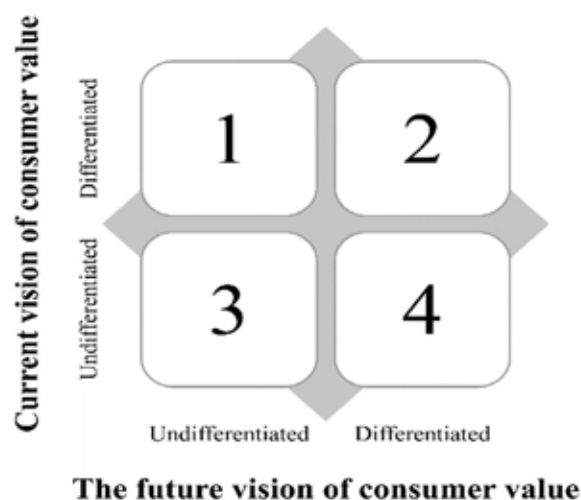 Current vision of consumer value
Differentiated
Undifferentiated
1
2
3
4
Undifferentiated
Differentiated
The future vision of consumer value